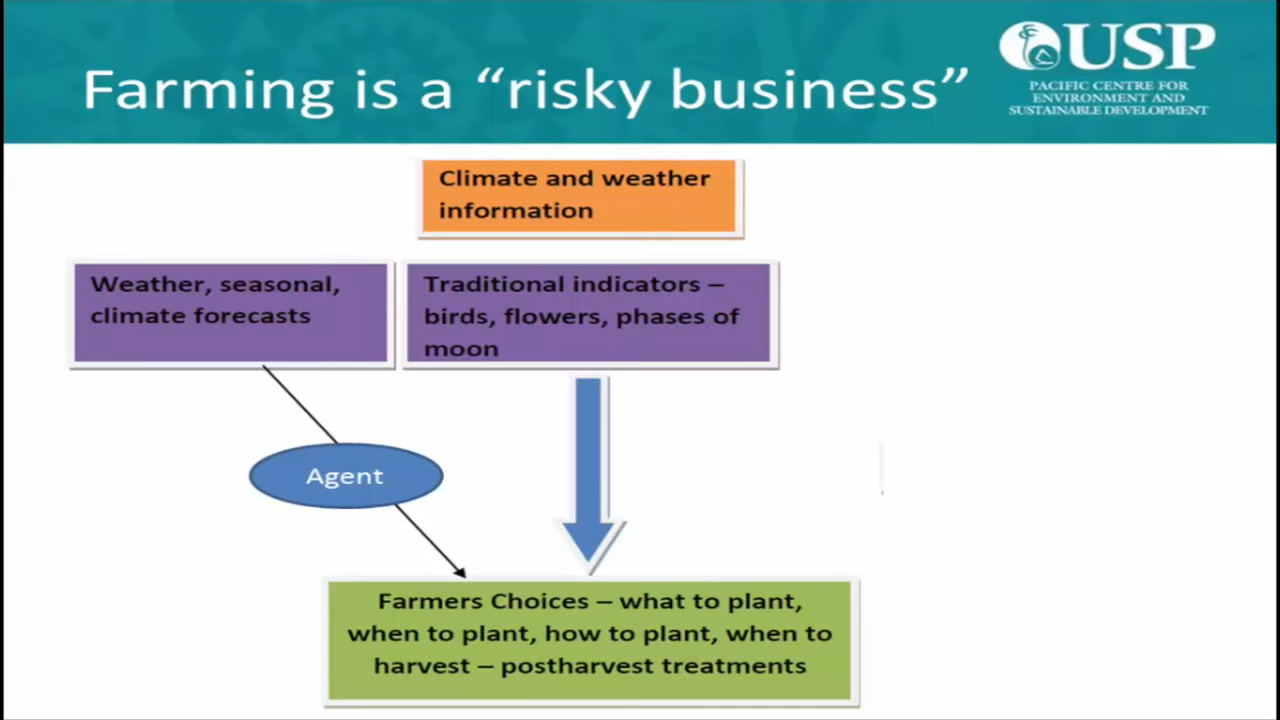 Farming is a “risky business”
USP
PACIFIC CENTRE FOR
ENVIRONMENT AND
SUSTAINABLE DEVELOPMENT
Climate and weather
information
Weather, seasonal,
climate forecasts
Traditional indicators –
birds, flowers, phases of
moon
Agent
Farmers Choices – what to plant,
when to plant, how to plant, when to
harvest – postharvest treatments